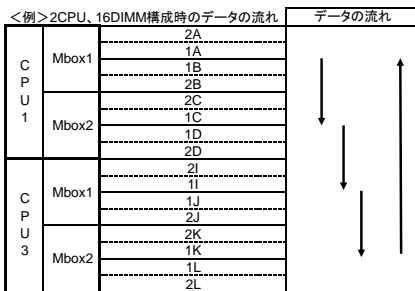 ＜例＞2CPU、16DIMM構成時のデータの流れ
データの流れ
CPU1
Mbox1
2A
1A
1B
2B
Mbox2
2C
1C
1D
2D
CPU3
Mbox1
2I
1I
1J
2J
Mbox2
2K
1K
1L
2L